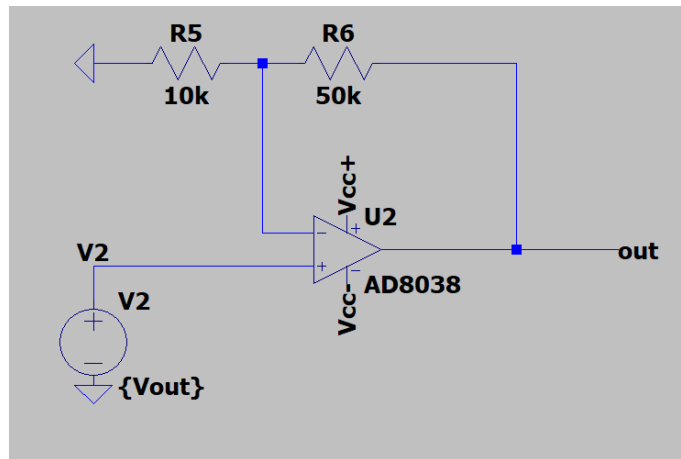 R5
R6
10k
50k
Vcc+
U2
V2
out
V2
AD8038
Vcc-
{Vout}